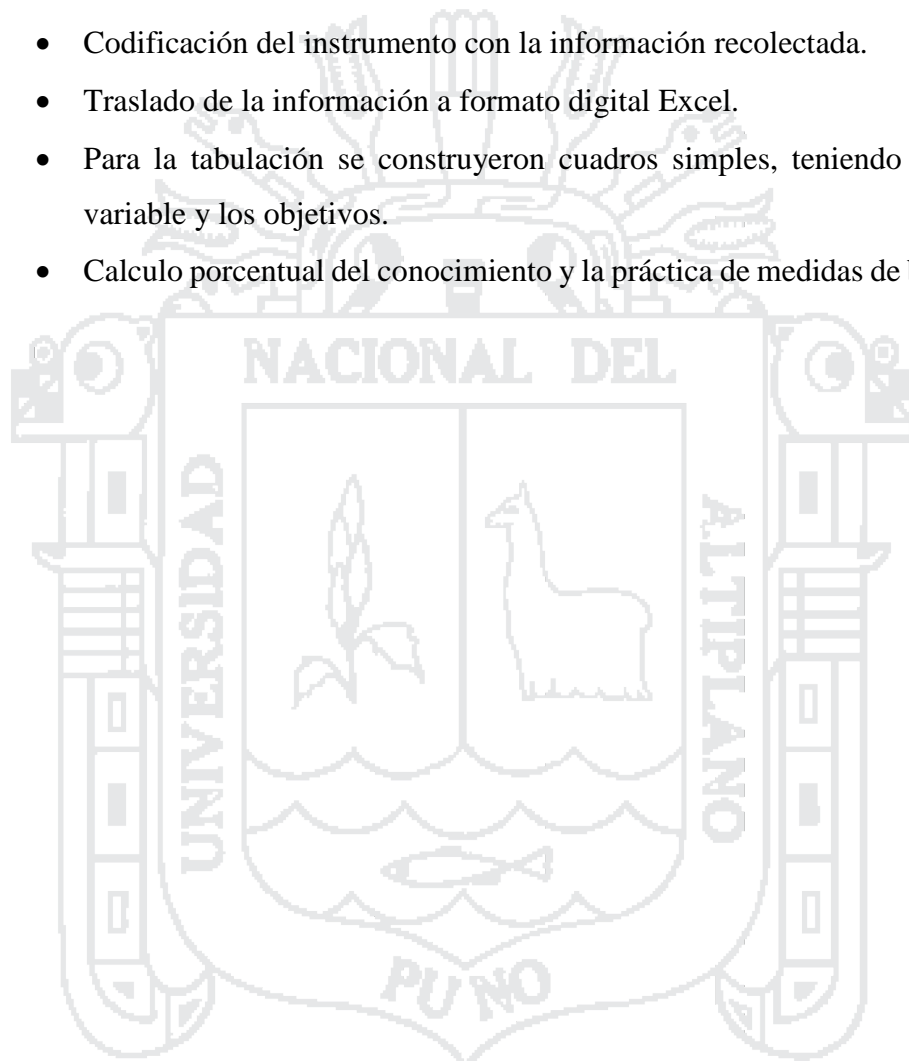 • Codificación del instrumento con la información recolectada.
• Traslado de la información a formato digital Excel.
• Para la tabulación se construyeron cuadros simples, teniendo
variable y los objetivos.
• Calculo porcentual del conocimiento y la práctica de medidas de
NACIONAL DEL
UNIVERSIDAD
ALTIPLANO
PUNO